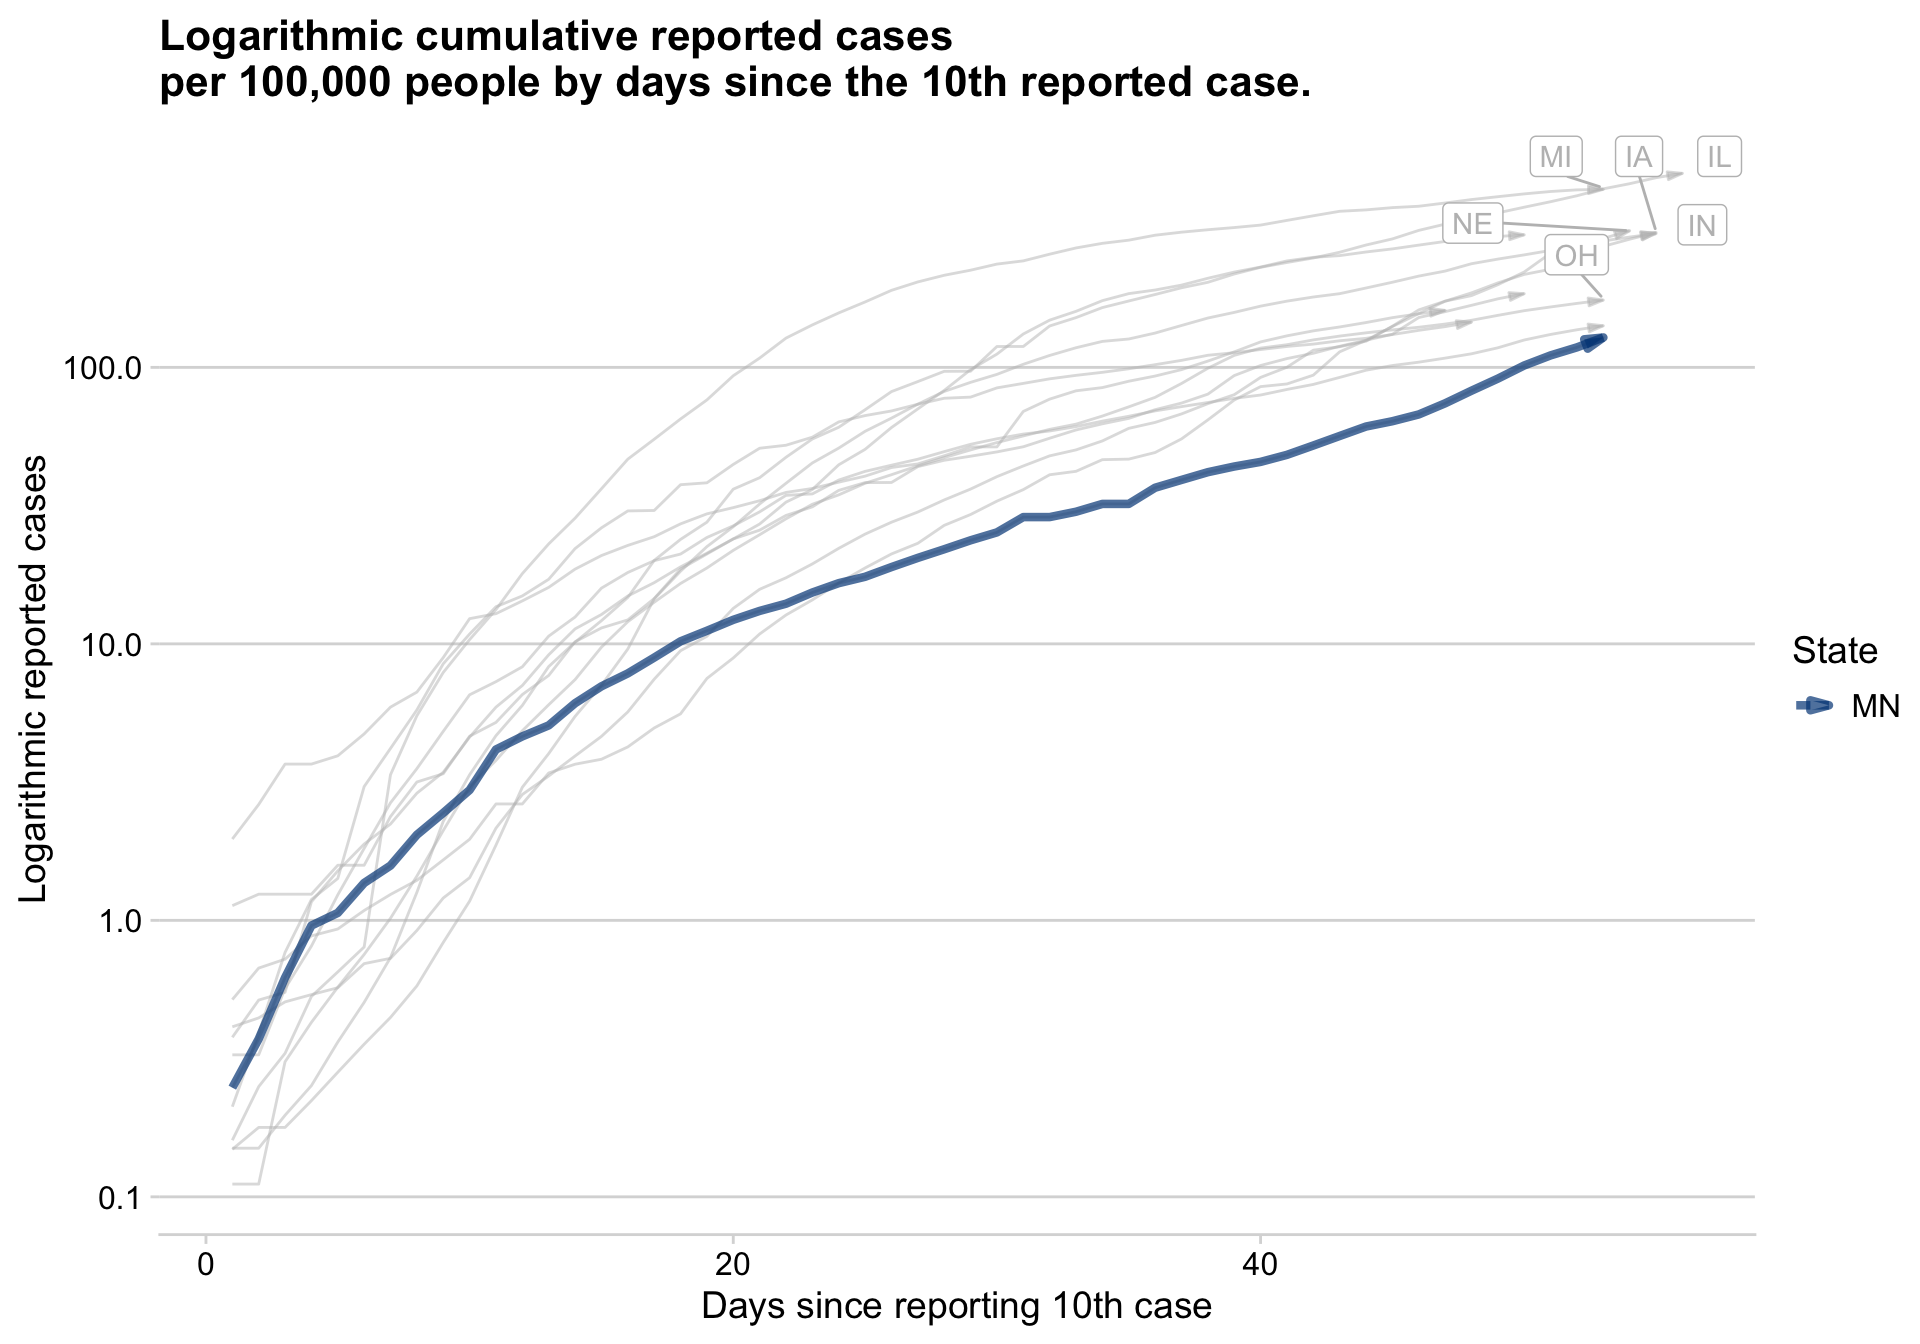 Logarithmic cumulative reported cases
per 100,000 people by days since the 10th reported case.
MI
IA
IL
NE
IN
OH
100.0
10.0
1.0
0.1
Logarithmic reported cases
State
MN
0
20
40
Days since reporting 10th case